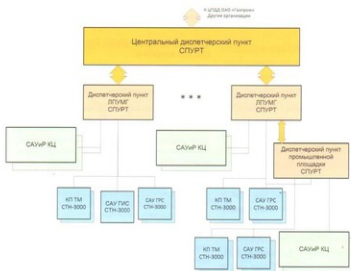 к ЦПДД ОАО «Газпром»
Другие организации
Центральный диспетчерский пункт
СПУРТ
Диспетчерский пункт
ЛПУМГ
СПУРТ
* * *
Диспетчерский пункт
ЛПУМГ
СПУРТ
САУиР КЦ
САУиР КЦ
Диспетчерский пункт
промышленной
площадки
СПУРТ
КП ТМ
СТН-3000
САУ ГИС
СТН-3000
САУ ГРС
СТН-3000
КП ТМ
СТН-3000
САУ ГРС
СТН-3000
КП ТМ
СТН-3000
САУ ГРС
СТН-3000
САУиР КЦ